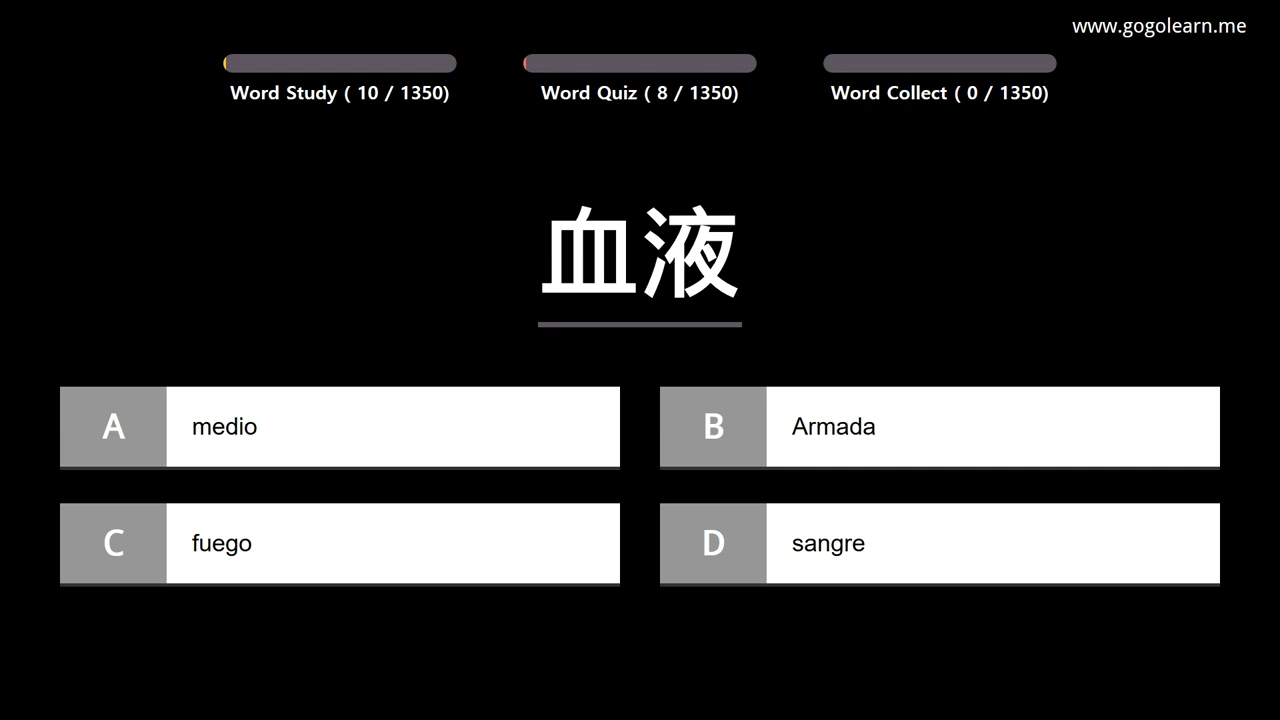 www.gogolearn.me
Word Study ( 10 / 1350)
Word Quiz ( 8 / 1350)
Word Collect ( 0 / 1350)
血液
A medio
B Armada
C fuego
D sangre